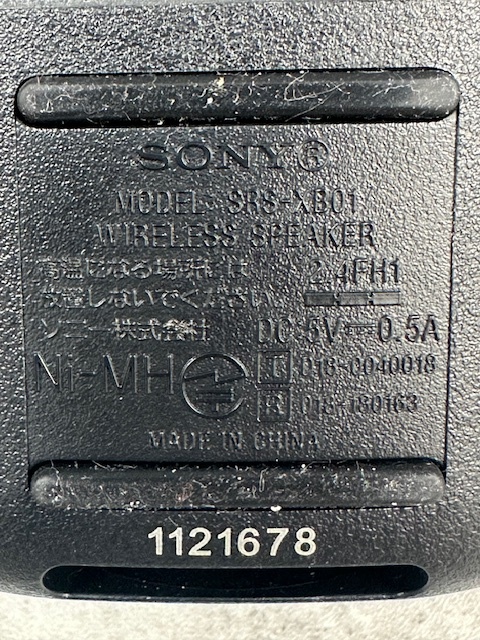 SONY®
MODEL: SRS-XB01
WIRELESS SPEAKER
高温になる場所には 2.4FH1
放置しないでください
ソニー株式会社 DC 5V⎓0.5A
Ni-MH T 018-0040018
R 018-180163
MADE IN CHINA
1121678